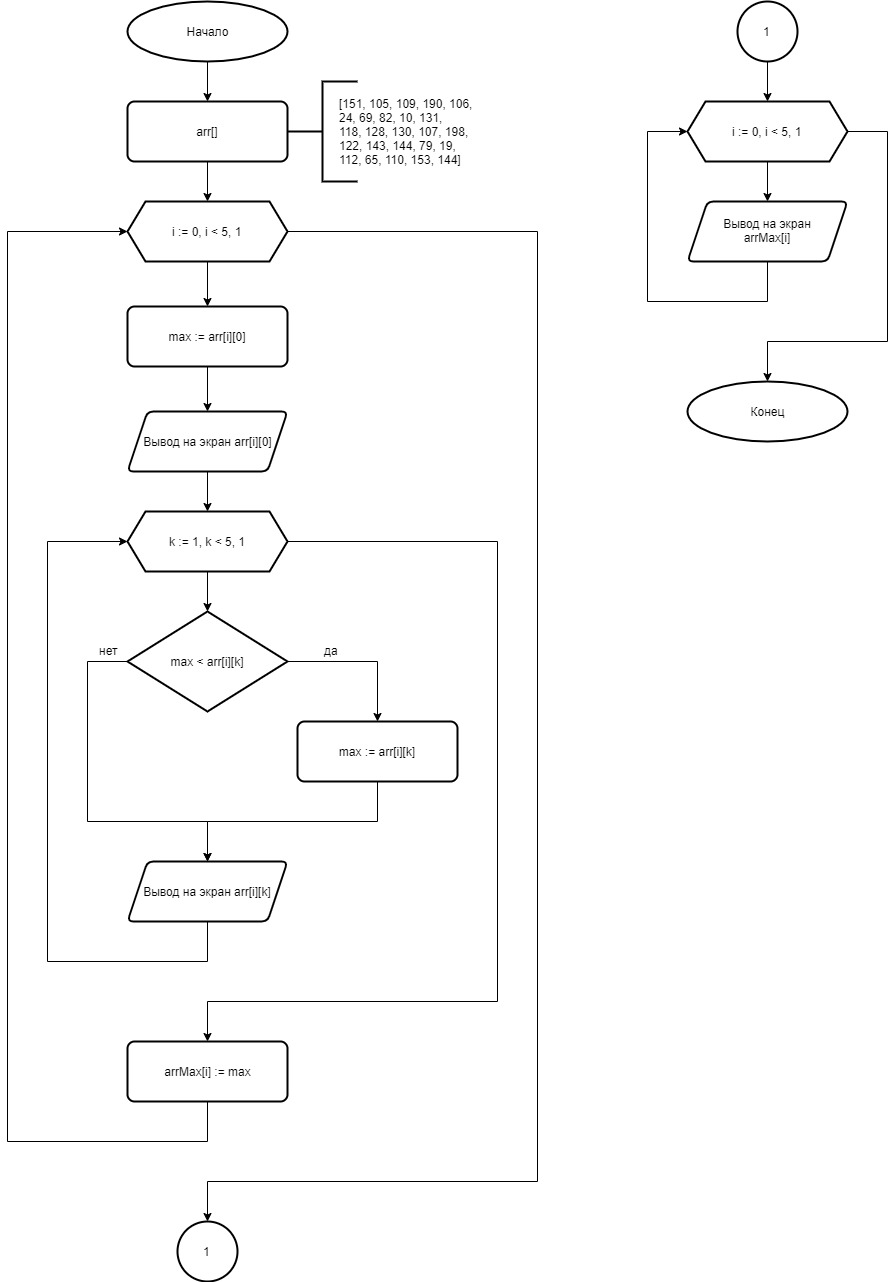 Начало
arr[]
[151, 105, 109, 190, 106,
24, 69, 82, 10, 131,
118, 128, 130, 107, 198,
122, 143, 144, 79, 19,
112, 65, 110, 153, 144]
i := 0, i < 5, 1
max := arr[i][0]
Вывод на экран arr[i][0]
k := 1, k < 5, 1
max < arr[i][k]
нет
да
max := arr[i][k]
Вывод на экран arr[i][k]
arrMax[i] := max
1
1
i := 0, i < 5, 1
Вывод на экран
arrMax[i]
Конец